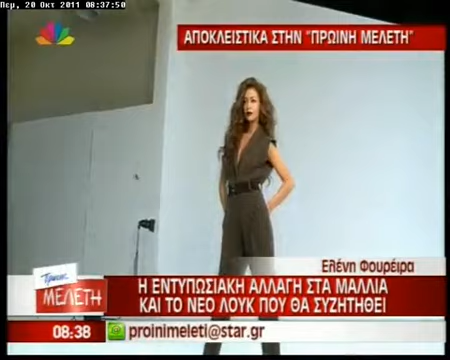 Πεμ, 20 Οκτ 2011 08:37:50
ΑΠΟΚΛΕΙΣΤΙΚΑ ΣΤΗΝ "ΠΡΩΙΝΗ ΜΕΛΕΤΗ"
Ελένη Φουρέιρα
Πρωινή
ΜΕΛΕΤΗ
Η ΕΝΤΥΠΩΣΙΑΚΗ ΑΛΛΑΓΗ ΣΤΑ ΜΑΛΛΙΑ
ΚΑΙ ΤΟ ΝΕΟ ΛΟΥΚ ΠΟΥ ΘΑ ΣΥΖΗΤΗΘΕΙ
08:38
proinimeleti@star.gr